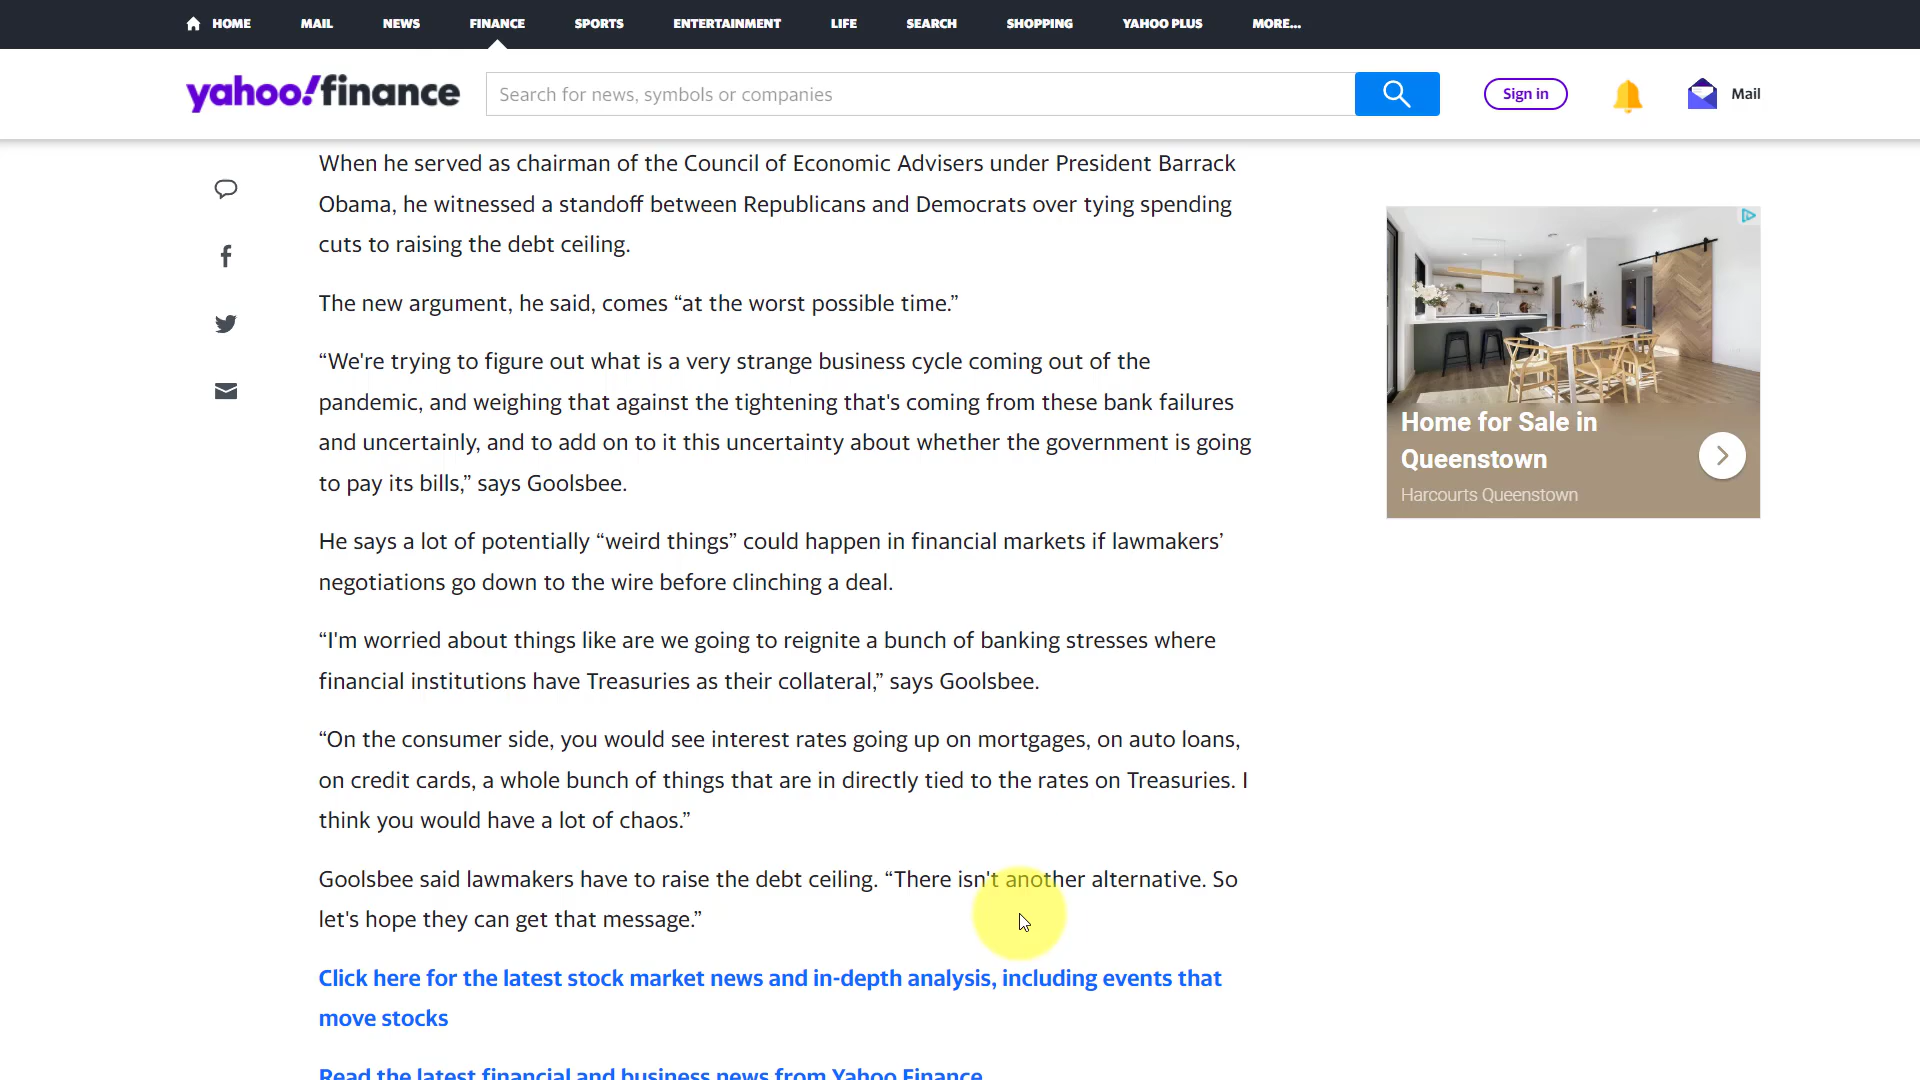 HOME MAIL NEWS FINANCE SPORTS ENTERTAINMENT LIFE SEARCH SHOPPING YAHOO PLUS MORE...
yahoo!finance Search for news, symbols or companies Sign in Mail
When he served as chairman of the Council of Economic Advisers under President Barrack
Obama, he witnessed a standoff between Republicans and Democrats over tying spending
cuts to raising the debt ceiling.
The new argument, he said, comes “at the worst possible time.”
“We're trying to figure out what is a very strange business cycle coming out of the
pandemic, and weighing that against the tightening that's coming from these bank failures
and uncertainly, and to add on to it this uncertainty about whether the government is going
to pay its bills,” says Goolsbee.
He says a lot of potentially “weird things” could happen in financial markets if lawmakers’
negotiations go down to the wire before clinching a deal.
“I'm worried about things like are we going to reignite a bunch of banking stresses where
financial institutions have Treasuries as their collateral,” says Goolsbee.
“On the consumer side, you would see interest rates going up on mortgages, on auto loans,
on credit cards, a whole bunch of things that are in directly tied to the rates on Treasuries. I
think you would have a lot of chaos.”
Goolsbee said lawmakers have to raise the debt ceiling. “There isn't another alternative. So
let's hope they can get that message.”
Click here for the latest stock market news and in-depth analysis, including events that
move stocks
Read the latest financial and business news from Yahoo Finance
Home for Sale in
Queenstown
Harcourts Queenstown